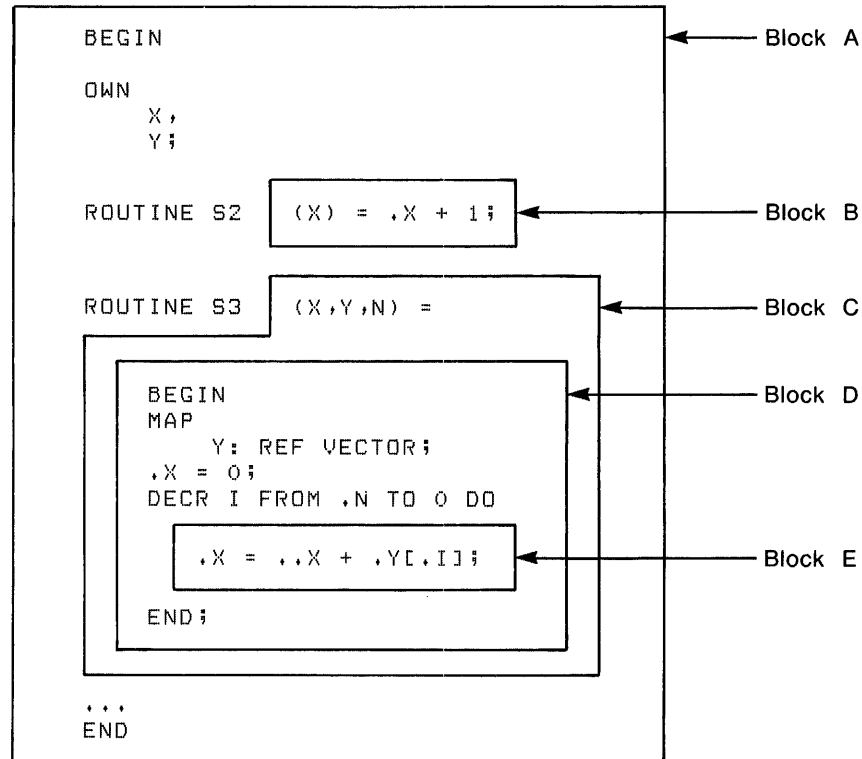 BEGIN Block A
OWN
X,
Y;
ROUTINE S2 (X) = .X + 1; Block B
ROUTINE S3 (X,Y,N) = Block C
BEGIN Block D
MAP
Y: REF VECTOR;
.X = 0;
DECR I FROM .N TO 0 DO
.X = ..X + .Y[.I]; Block E
END;
...
END